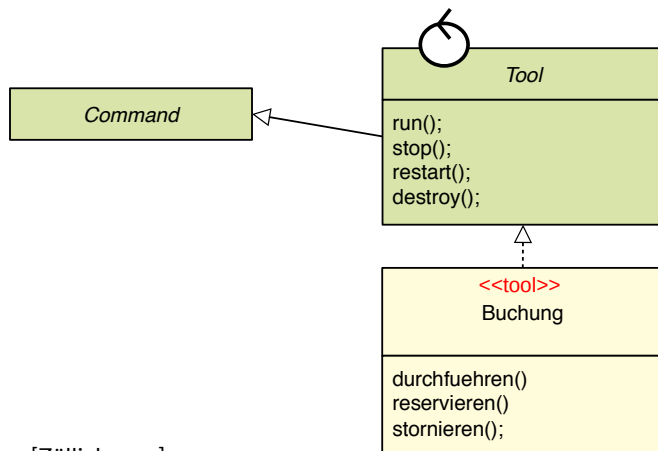 Tool
Command
run();
stop();
restart();
destroy();
<<tool>>
Buchung
durchfuehren()
reservieren()
stornieren();